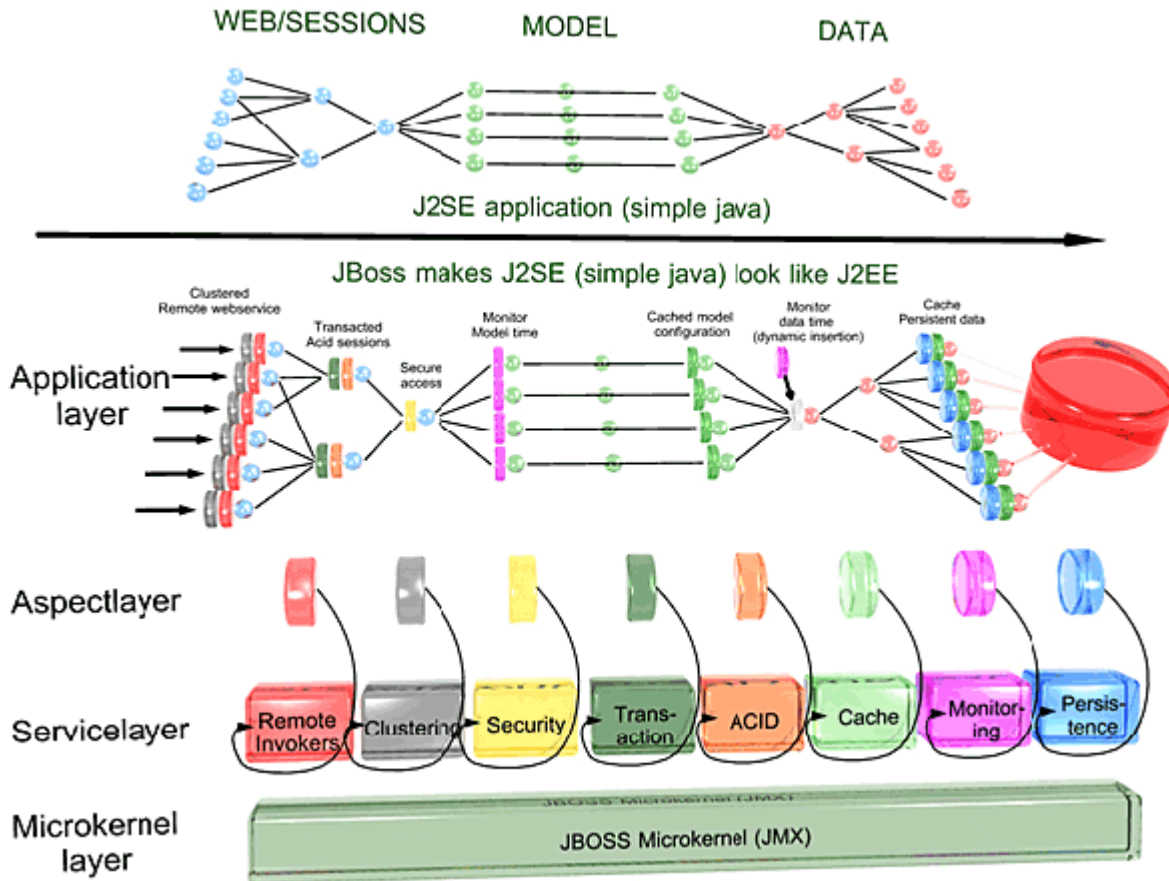 WEB/SESSIONS
MODEL
DATA
J2SE application (simple java)
JBoss makes J2SE (simple java) look like J2EE
Clustered
Remote webservice
Transacted
Acid sessions
Secure
access
Monitor
Model time
Cached model
configuration
Monitor
data time
(dynamic insertion)
Cache
Persistent data
Application
layer
Aspectlayer
Servicelayer
Remote
Invokers
Clustering
Security
Trans-
action
ACID
Cache
Monitor-
ing
Persis-
tence
Microkernel
layer
JBOSS Microkernel (JMX)
JBOSS Microkernel (JMX)